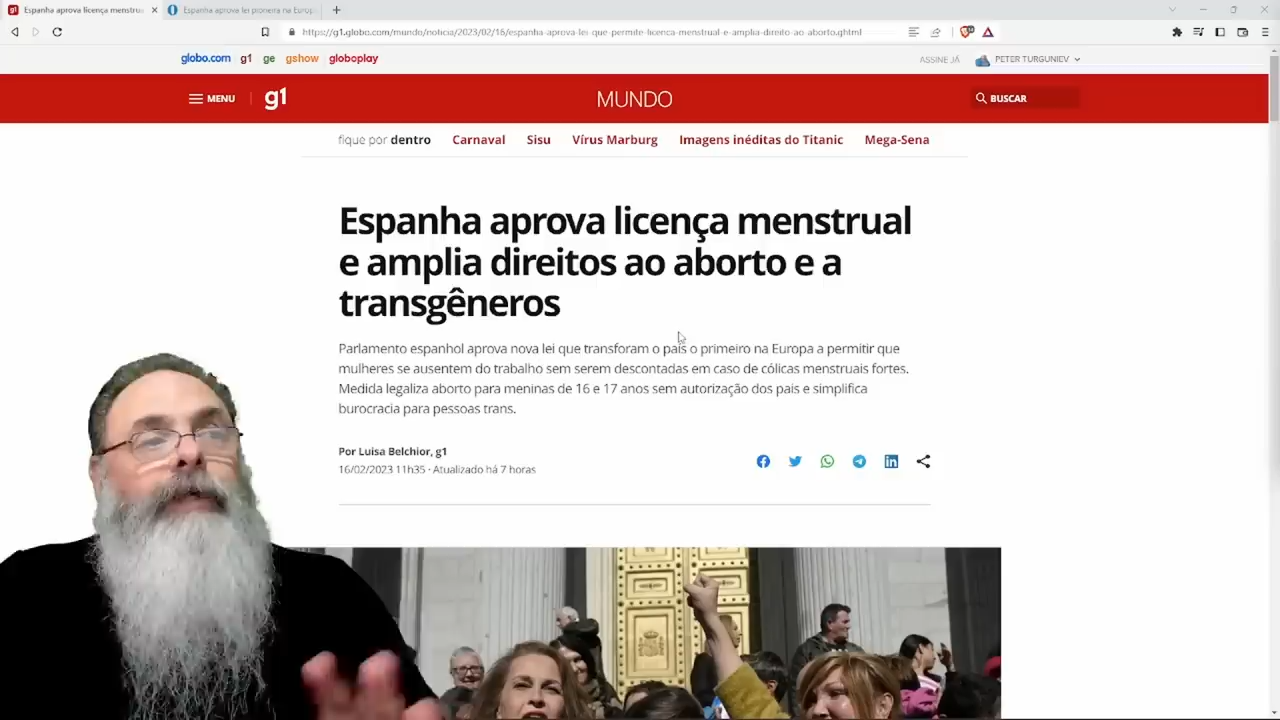 Espanha aprova licença menstrua
Espanha aprova lei pioneira na Europ
https://g1.globo.com/mundo/noticia/2023/02/16/espanha-aprova-lei-que-permite-licenca-menstrual-e-amplia-direito-ao-aborto.ghtml
globo.com g1 ge gshow globoplay
ASSINE JÁ PETER TURGUNIEV
MENU g1 MUNDO BUSCAR
fique por dentro Carnaval Sisu Vírus Marburg Imagens inéditas do Titanic Mega-Sena
Espanha aprova licença menstrual
e amplia direitos ao aborto e a
transgêneros
Parlamento espanhol aprova nova lei que transforam o país o primeiro na Europa a permitir que
mulheres se ausentem do trabalho sem serem descontadas em caso de cólicas menstruais fortes.
Medida legaliza aborto para meninas de 16 e 17 anos sem autorização dos pais e simplifica
burocracia para pessoas trans.
Por Luisa Belchior, g1
16/02/2023 11h35 · Atualizado há 7 horas